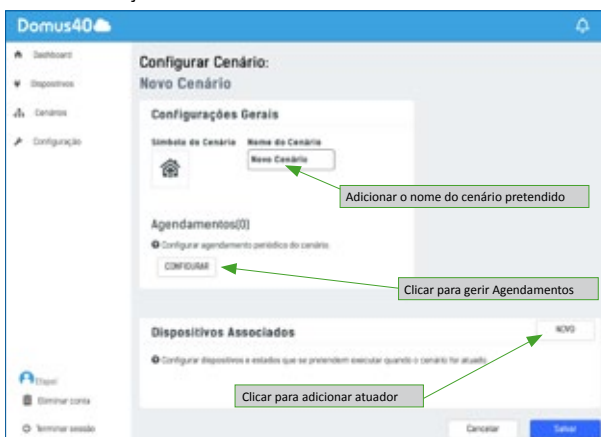 Domus40
Dashboard
Dispositivos
Cenários
Configuração
Configurar Cenário:
Novo Cenário
Configurações Gerais
Símbolo do Cenário
Nome do Cenário
Novo Cenário
Adicionar o nome do cenário pretendido
Agendamentos(0)
Configurar agendamento periódico do cenário.
CONFIGURAR
Clicar para gerir Agendamentos
Dispositivos Associados
NOVO
Configurar dispositivos e estados que se pretendem executar quando o cenário for atuado.
Clicar para adicionar atuador
Eliminar conta
Terminar sessão
Cancelar
Salvar